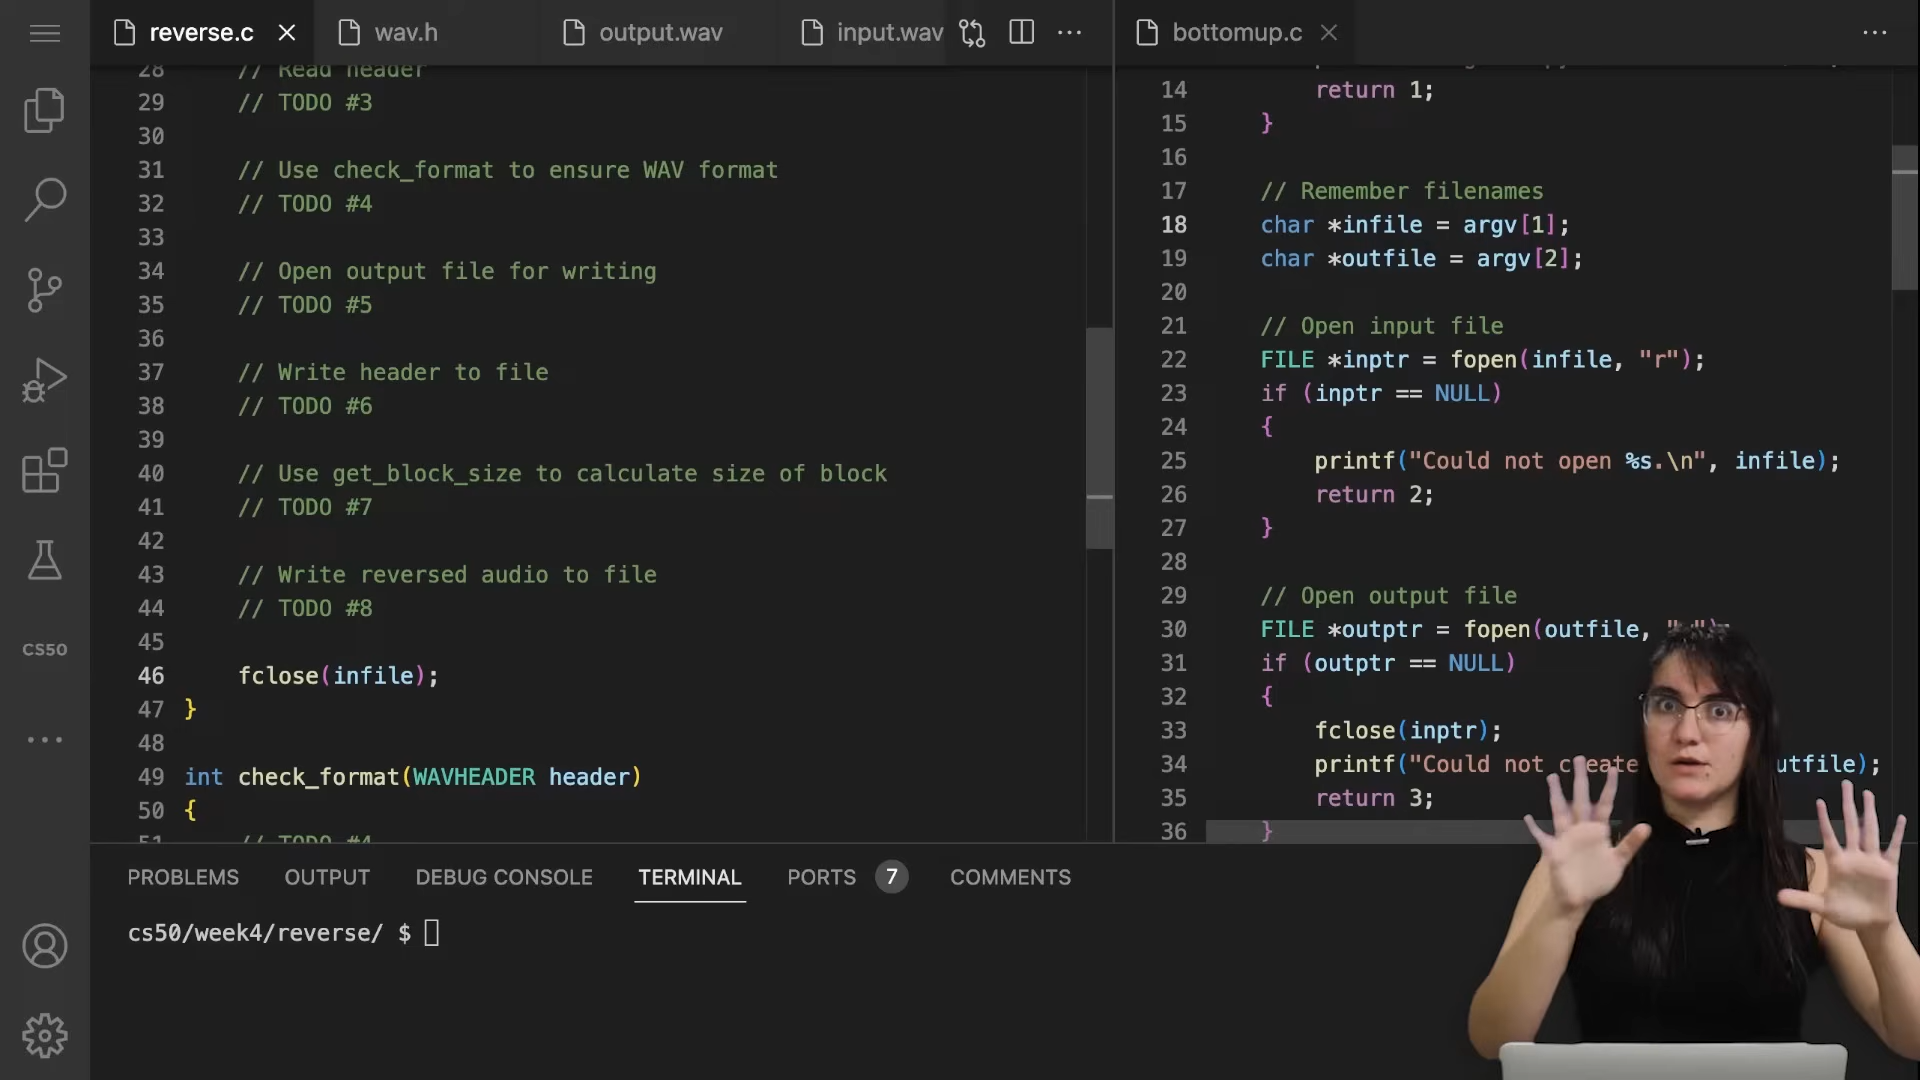 reverse.c
wav.h
output.wav
input.wav
bottomup.c
28 // Read header
29 // TODO #3
30
31 // Use check_format to ensure WAV format
32 // TODO #4
33
34 // Open output file for writing
35 // TODO #5
36
37 // Write header to file
38 // TODO #6
39
40 // Use get_block_size to calculate size of block
41 // TODO #7
42
43 // Write reversed audio to file
44 // TODO #8
45
46 fclose(infile);
47 }
48
49 int check_format(WAVHEADER header)
50 {
51 // TODO #4
14 return 1;
15 }
16
17 // Remember filenames
18 char *infile = argv[1];
19 char *outfile = argv[2];
20
21 // Open input file
22 FILE *inptr = fopen(infile, "r");
23 if (inptr == NULL)
24 {
25 printf("Could not open %s.\n", infile);
26 return 2;
27 }
28
29 // Open output file
30 FILE *outptr = fopen(outfile,
31 if (outptr == NULL)
32 {
33 fclose(inptr);
34 printf("Could not create utfile);
35 return 3;
36 }
CS50
PROBLEMS OUTPUT DEBUG CONSOLE TERMINAL PORTS 7 COMMENTS
cs50/week4/reverse/ $